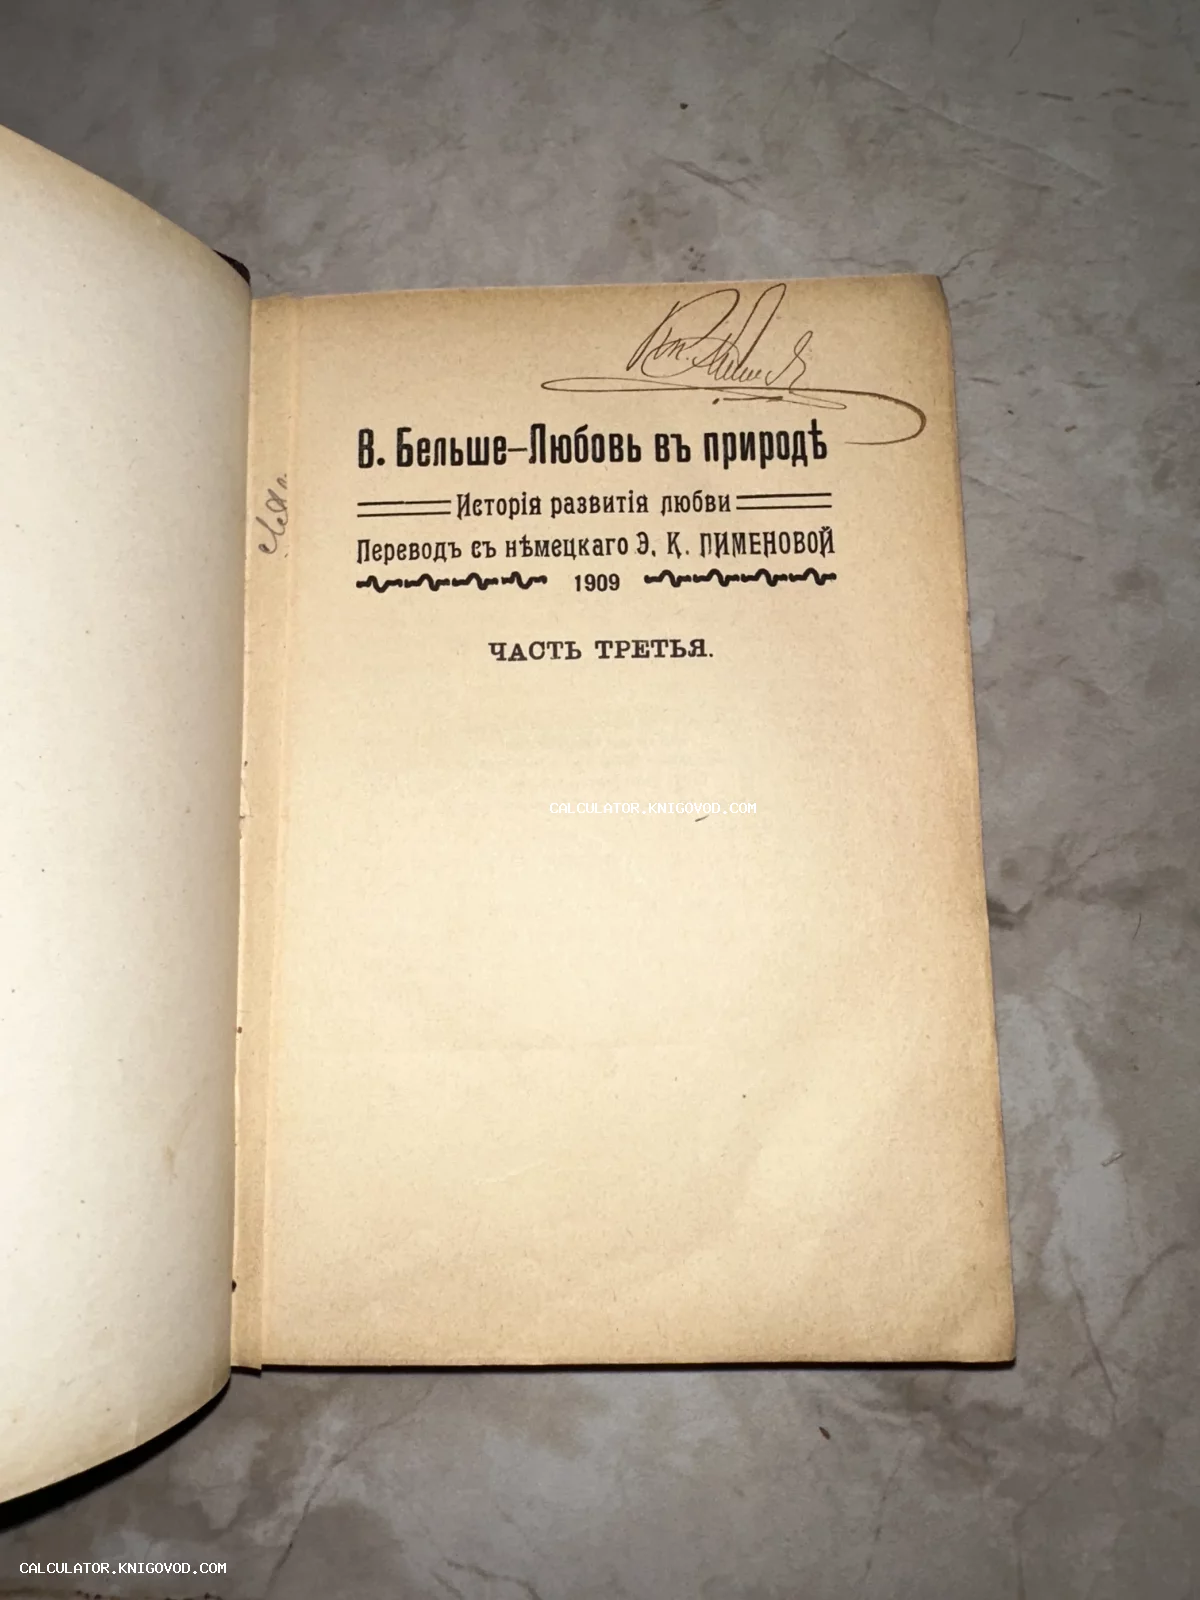 В. Бельше–Любовь въ природѣ
Исторія развитія любви
Переводъ съ нѣмецкаго Э. К. ПИМЕНОВОЙ
1909
ЧАСТЬ ТРЕТЬЯ.
CALCULATOR.KNIGOVOD.COM
CALCULATOR.KNIGOVOD.COM